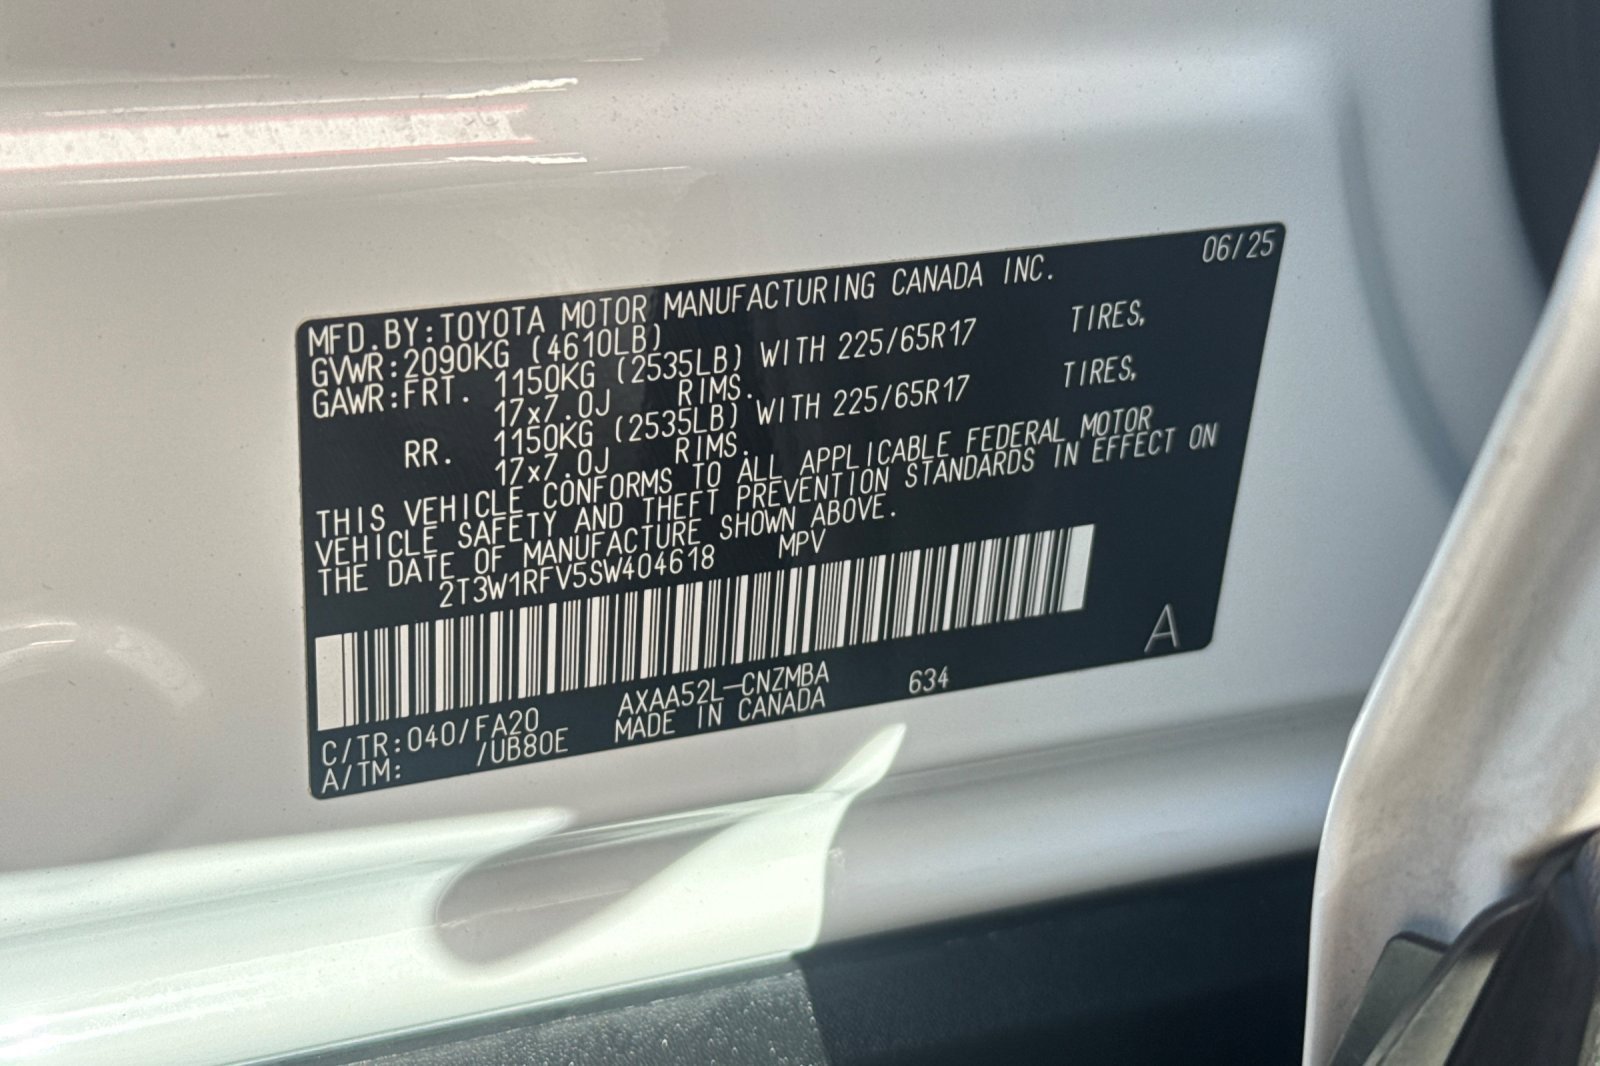 06/25
MFD.BY:TOYOTA MOTOR MANUFACTURING CANADA INC.
GVWR:2090KG (4610LB)
GAWR:FRT. 1150KG (2535LB) WITH 225/65R17 TIRES,
17x7.0J RIMS.
RR. 1150KG (2535LB) WITH 225/65R17 TIRES,
17x7.0J RIMS.
THIS VEHICLE CONFORMS TO ALL APPLICABLE FEDERAL MOTOR
VEHICLE SAFETY AND THEFT PREVENTION STANDARDS IN EFFECT ON
THE DATE OF MANUFACTURE SHOWN ABOVE.
2T3W1RFV5SW404618 MPV
C/TR:040/FA20 AXAA52L-CNZMBA 634
A/TM: /UB80E MADE IN CANADA
A